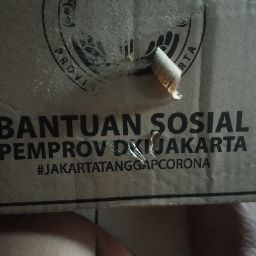 BANTUAN SOSIAL
PEMPROV DKI JAKARTA
#JAKARTATANGGAPCORONA